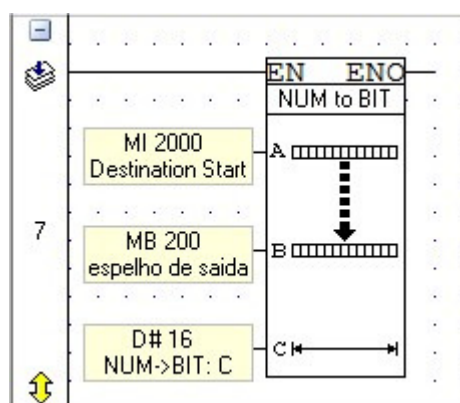 EN ENO
NUM to BIT
MI 2000
Destination Start
A
7
MB 200
espelho de saida
B
D# 16
NUM->BIT: C
C